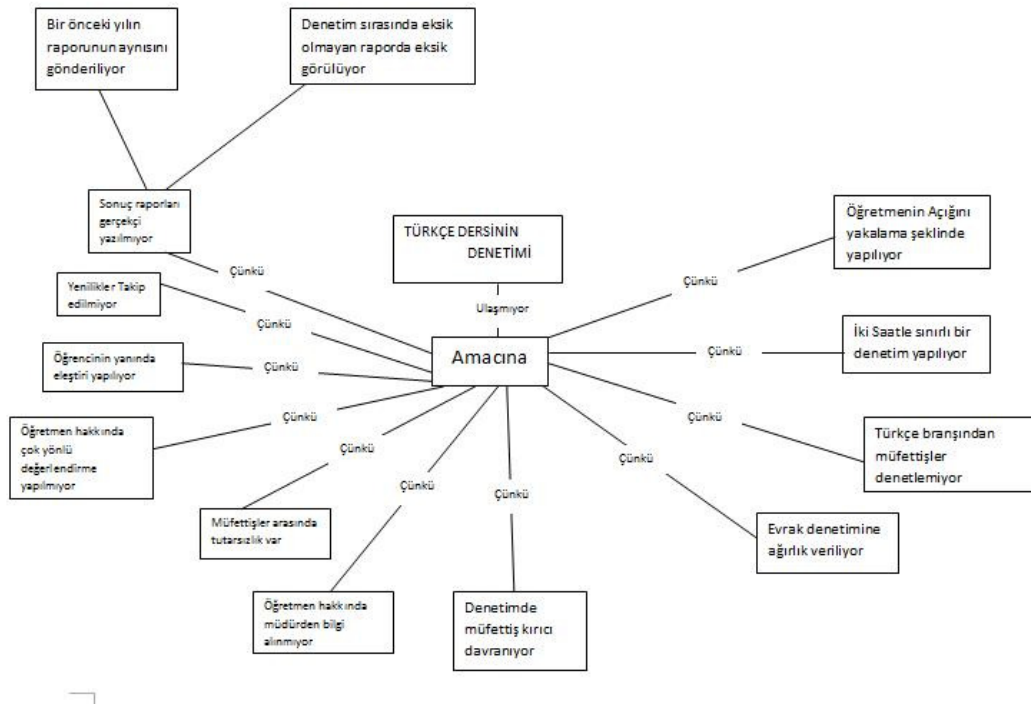 Bir önceki yılın
raporunun aynısını
gönderiliyor
Denetim sırasında eksik
olmayan raporda eksik
görülüyor
Sonuç raporları
gerçekçi
yazılmıyor
TÜRKÇE DERSİNİN
DENETİMİ
Öğretmenin Açığını
yakalama şeklinde
yapılıyor
Çünkü
Çünkü
Yenilikler Takip
edilmiyor
Ulaşmıyor
Çünkü
Amacına
İki Saatle sınırlı bir
denetim yapılıyor
Çünkü
Öğrencinin yanında
eleştiri yapılıyor
Çünkü
Çünkü
Çünkü
Öğretmen hakkında
çok yönlü
değerlendirme
yapılmıyor
Türkçe branşından
müfettişler
denetlemiyor
Çünkü
Çünkü
Çünkü
Çünkü
Müfettişler arasında
tutarsızlık var
Evrak denetimine
ağırlık veriliyor
Öğretmen hakkında
müdürden bilgi
alınmıyor
Denetimde
müfettiş kırıcı
davranıyor